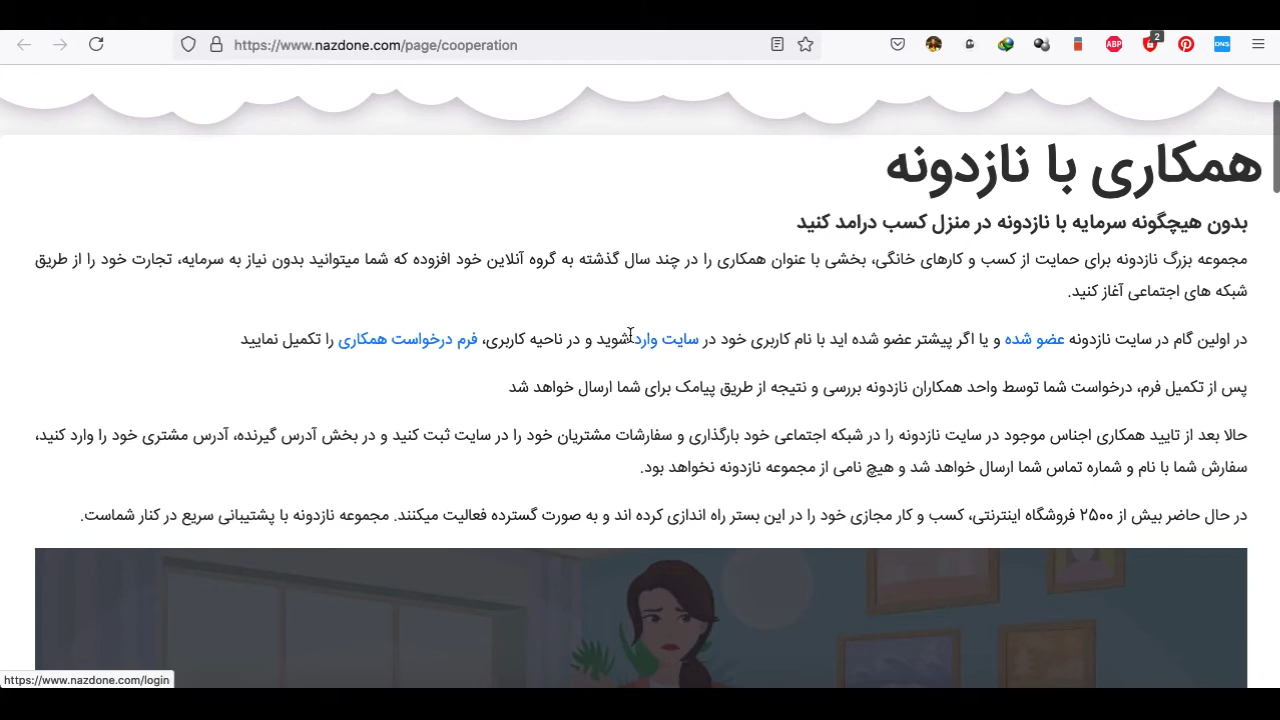 https://www.nazdone.com/page/cooperation
ABP
2
DNS
همکاری با نازدونه
بدون هیچگونه سرمایه با نازدونه در منزل کسب درامد کنید
مجموعه بزرگ نازدونه برای حمایت از کسب و کارهای خانگی، بخشی با عنوان همکاری را در چند سال گذشته به گروه آنلاین خود افزوده که شما میتوانید بدون نیاز به سرمایه، تجارت خود را از طریق
شبکه های اجتماعی آغاز کنید.
در اولین گام در سایت نازدونه عضو شده و یا اگر پیشتر عضو شده اید با نام کاربری خود در سایت وارد شوید و در ناحیه کاربری، فرم درخواست همکاری را تکمیل نمایید
پس از تکمیل فرم، درخواست شما توسط واحد همکاران نازدونه بررسی و نتیجه از طریق پیامک برای شما ارسال خواهد شد
حالا بعد از تایید همکاری اجناس موجود در سایت نازدونه را در شبکه اجتماعی خود بارگذاری و سفارشات مشتریان خود را در سایت ثبت کنید و در بخش آدرس گیرنده، آدرس مشتری خود را وارد کنید،
سفارش شما با نام و شماره تماس شما ارسال خواهد شد و هیچ نامی از مجموعه نازدونه نخواهد بود.
در حال حاضر بیش از ۲۵۰۰ فروشگاه اینترنتی، کسب و کار مجازی خود را در این بستر راه اندازی کرده اند و به صورت گسترده فعالیت میکنند. مجموعه نازدونه با پشتیبانی سریع در کنار شماست.
https://www.nazdone.com/login